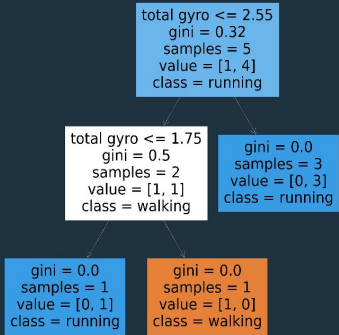 total gyro <= 2.55
gini = 0.32
samples = 5
value = [1, 4]
class = running
total gyro <= 1.75
gini = 0.5
samples = 2
value = [1, 1]
class = walking
gini = 0.0
samples = 3
value = [0, 3]
class = running
gini = 0.0
samples = 1
value = [0, 1]
class = running
gini = 0.0
samples = 1
value = [1, 0]
class = walking